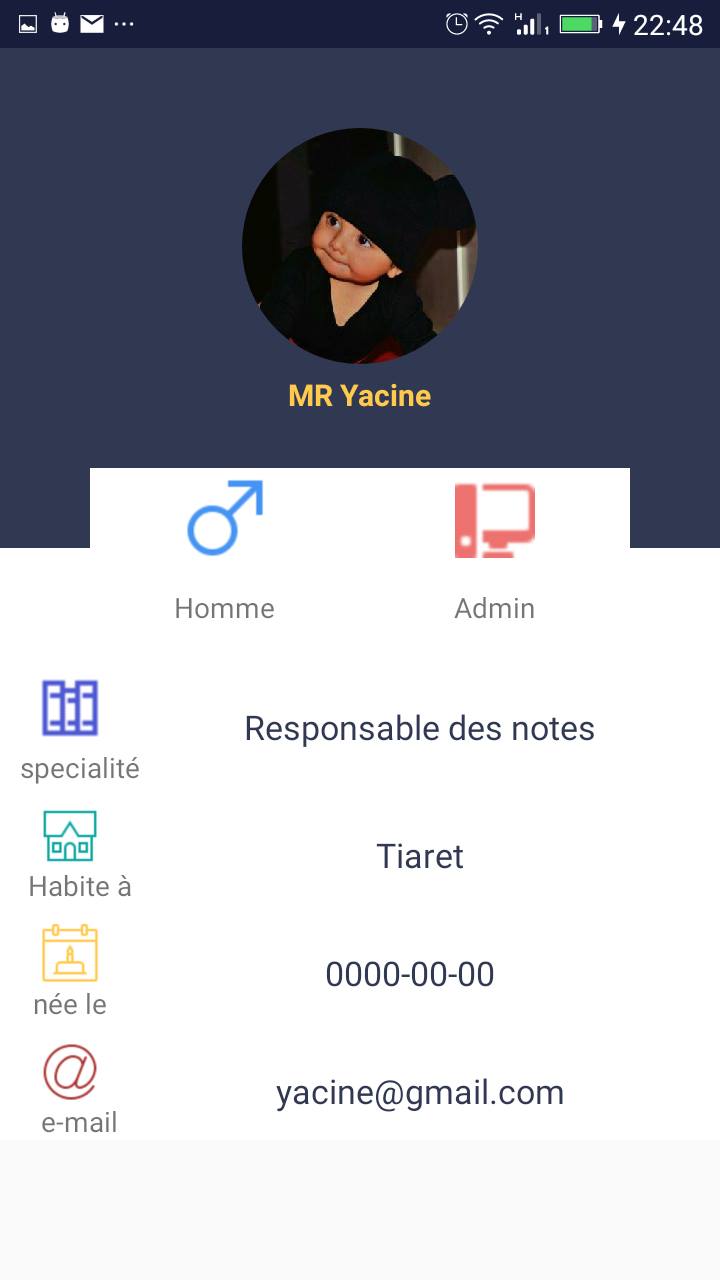 22:48
MR Yacine
Homme Admin
Responsable des notes
specialité
Tiaret
Habite à
0000-00-00
née le
yacine@gmail.com
e-mail